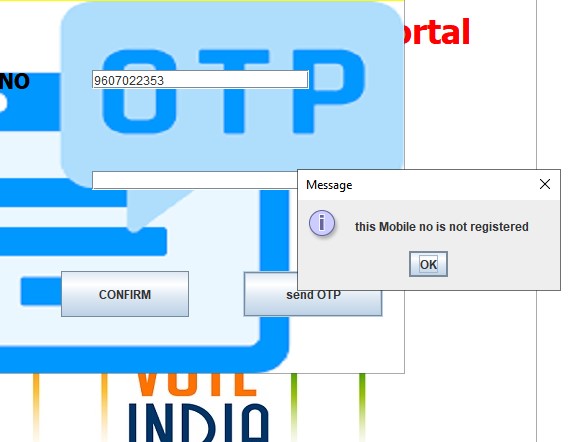 ortal
OTP
NO
9607022353
Message
this Mobile no is not registered
OK
CONFIRM
send OTP
VOTE
INDIA